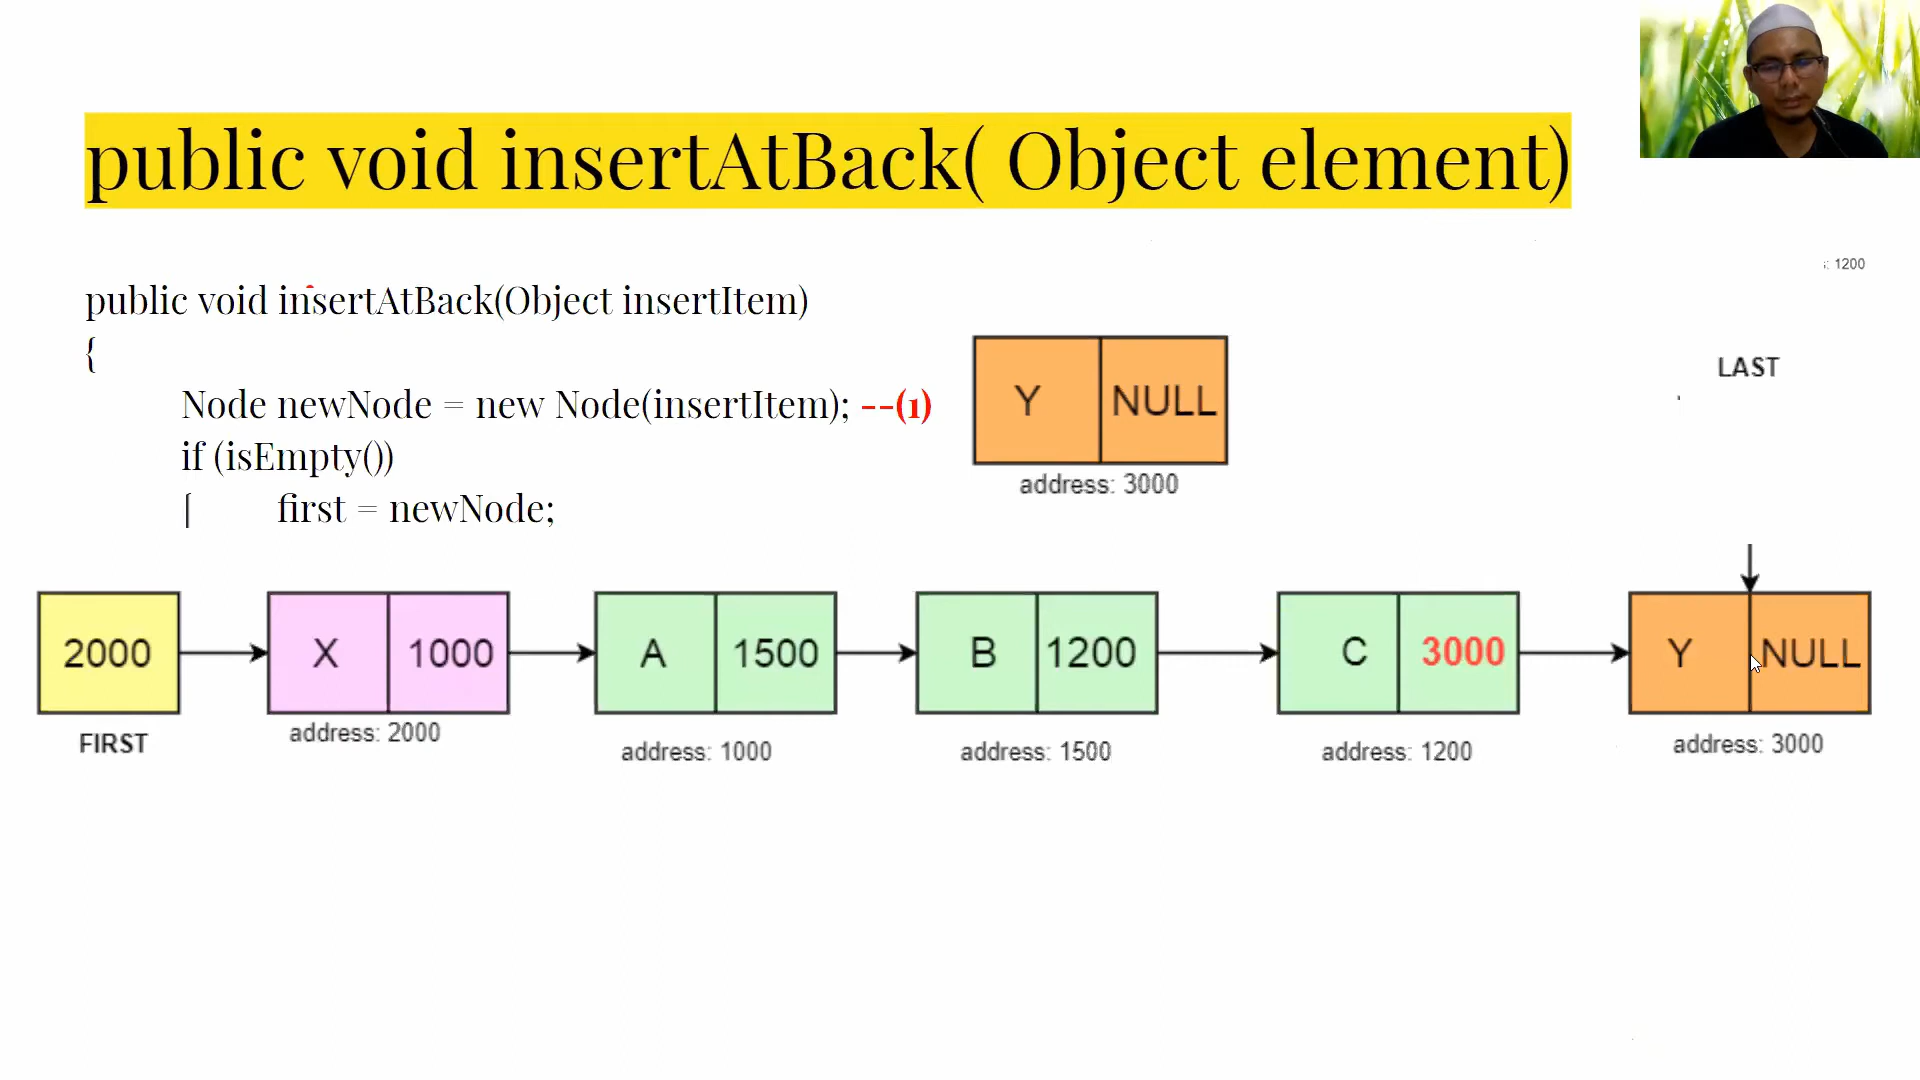 public void insertAtBack( Object element)
: 1200
public void insertAtBack(Object insertItem)
{
Node newNode = new Node(insertItem); --(1)
if (isEmpty())
first = newNode;
Y NULL
address: 3000
LAST
2000 X 1000 A 1500 B 1200 C 3000 Y NULL
FIRST address: 2000 address: 1000 address: 1500 address: 1200 address: 3000